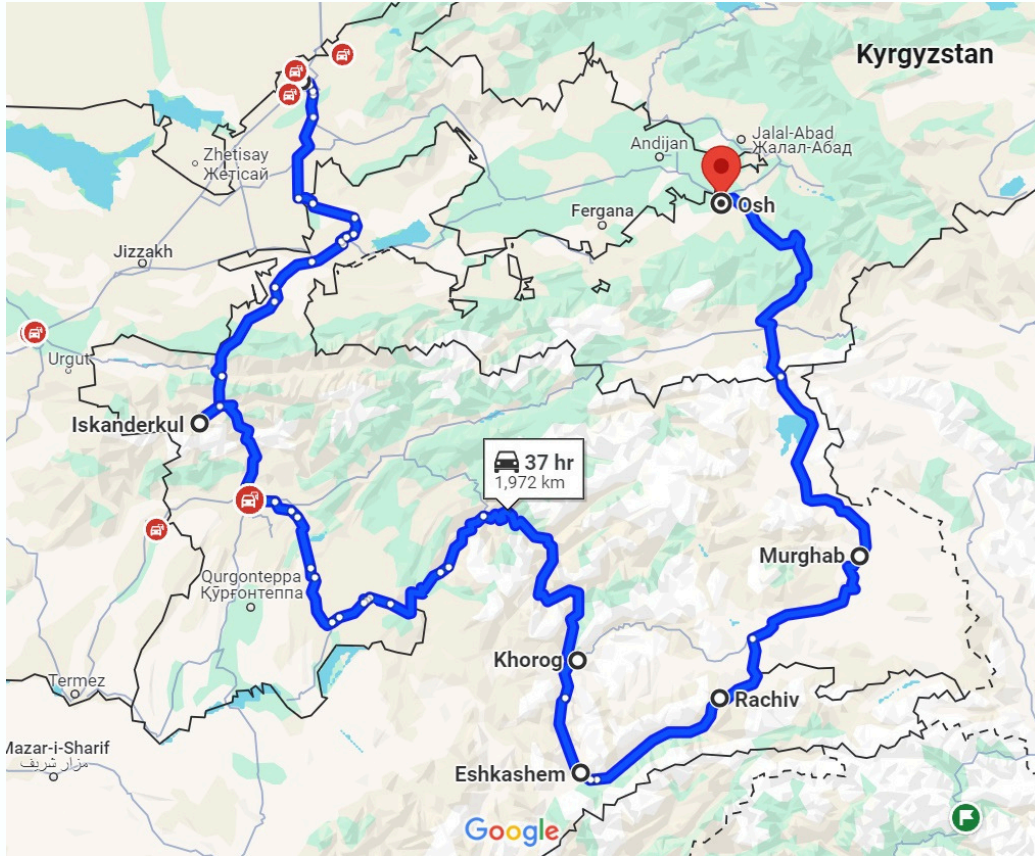 Kyrgyzstan
Zhetisay
Жетісай
Jalal-Abad
Жалал-Абад
Andijan
Osh
Fergana
Jizzakh
Urgut
Iskanderkul
37 hr
1,972 km
Murghab
Qurgonteppa
Қӯрғонтеппа
Khorog
Termez
Rachiv
Mazar-i-Sharif
مزار شریف
Eshkashem
Google